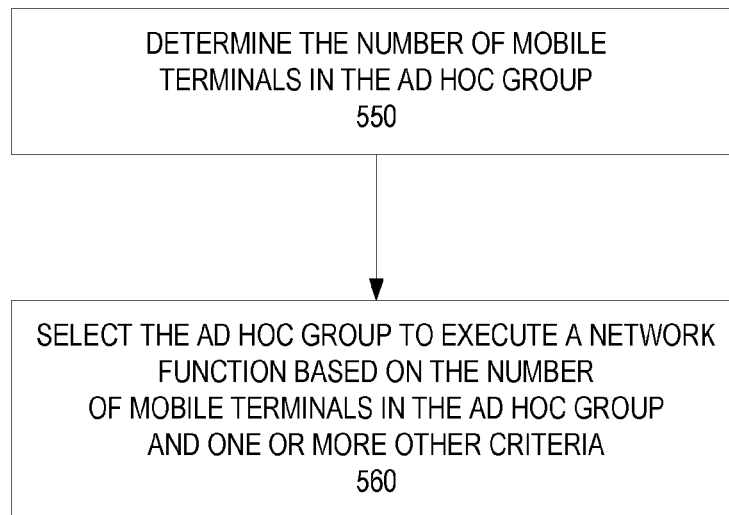 DETERMINE THE NUMBER OF MOBILE
TERMINALS IN THE AD HOC GROUP
550
SELECT THE AD HOC GROUP TO EXECUTE A NETWORK
FUNCTION BASED ON THE NUMBER
OF MOBILE TERMINALS IN THE AD HOC GROUP
AND ONE OR MORE OTHER CRITERIA
560